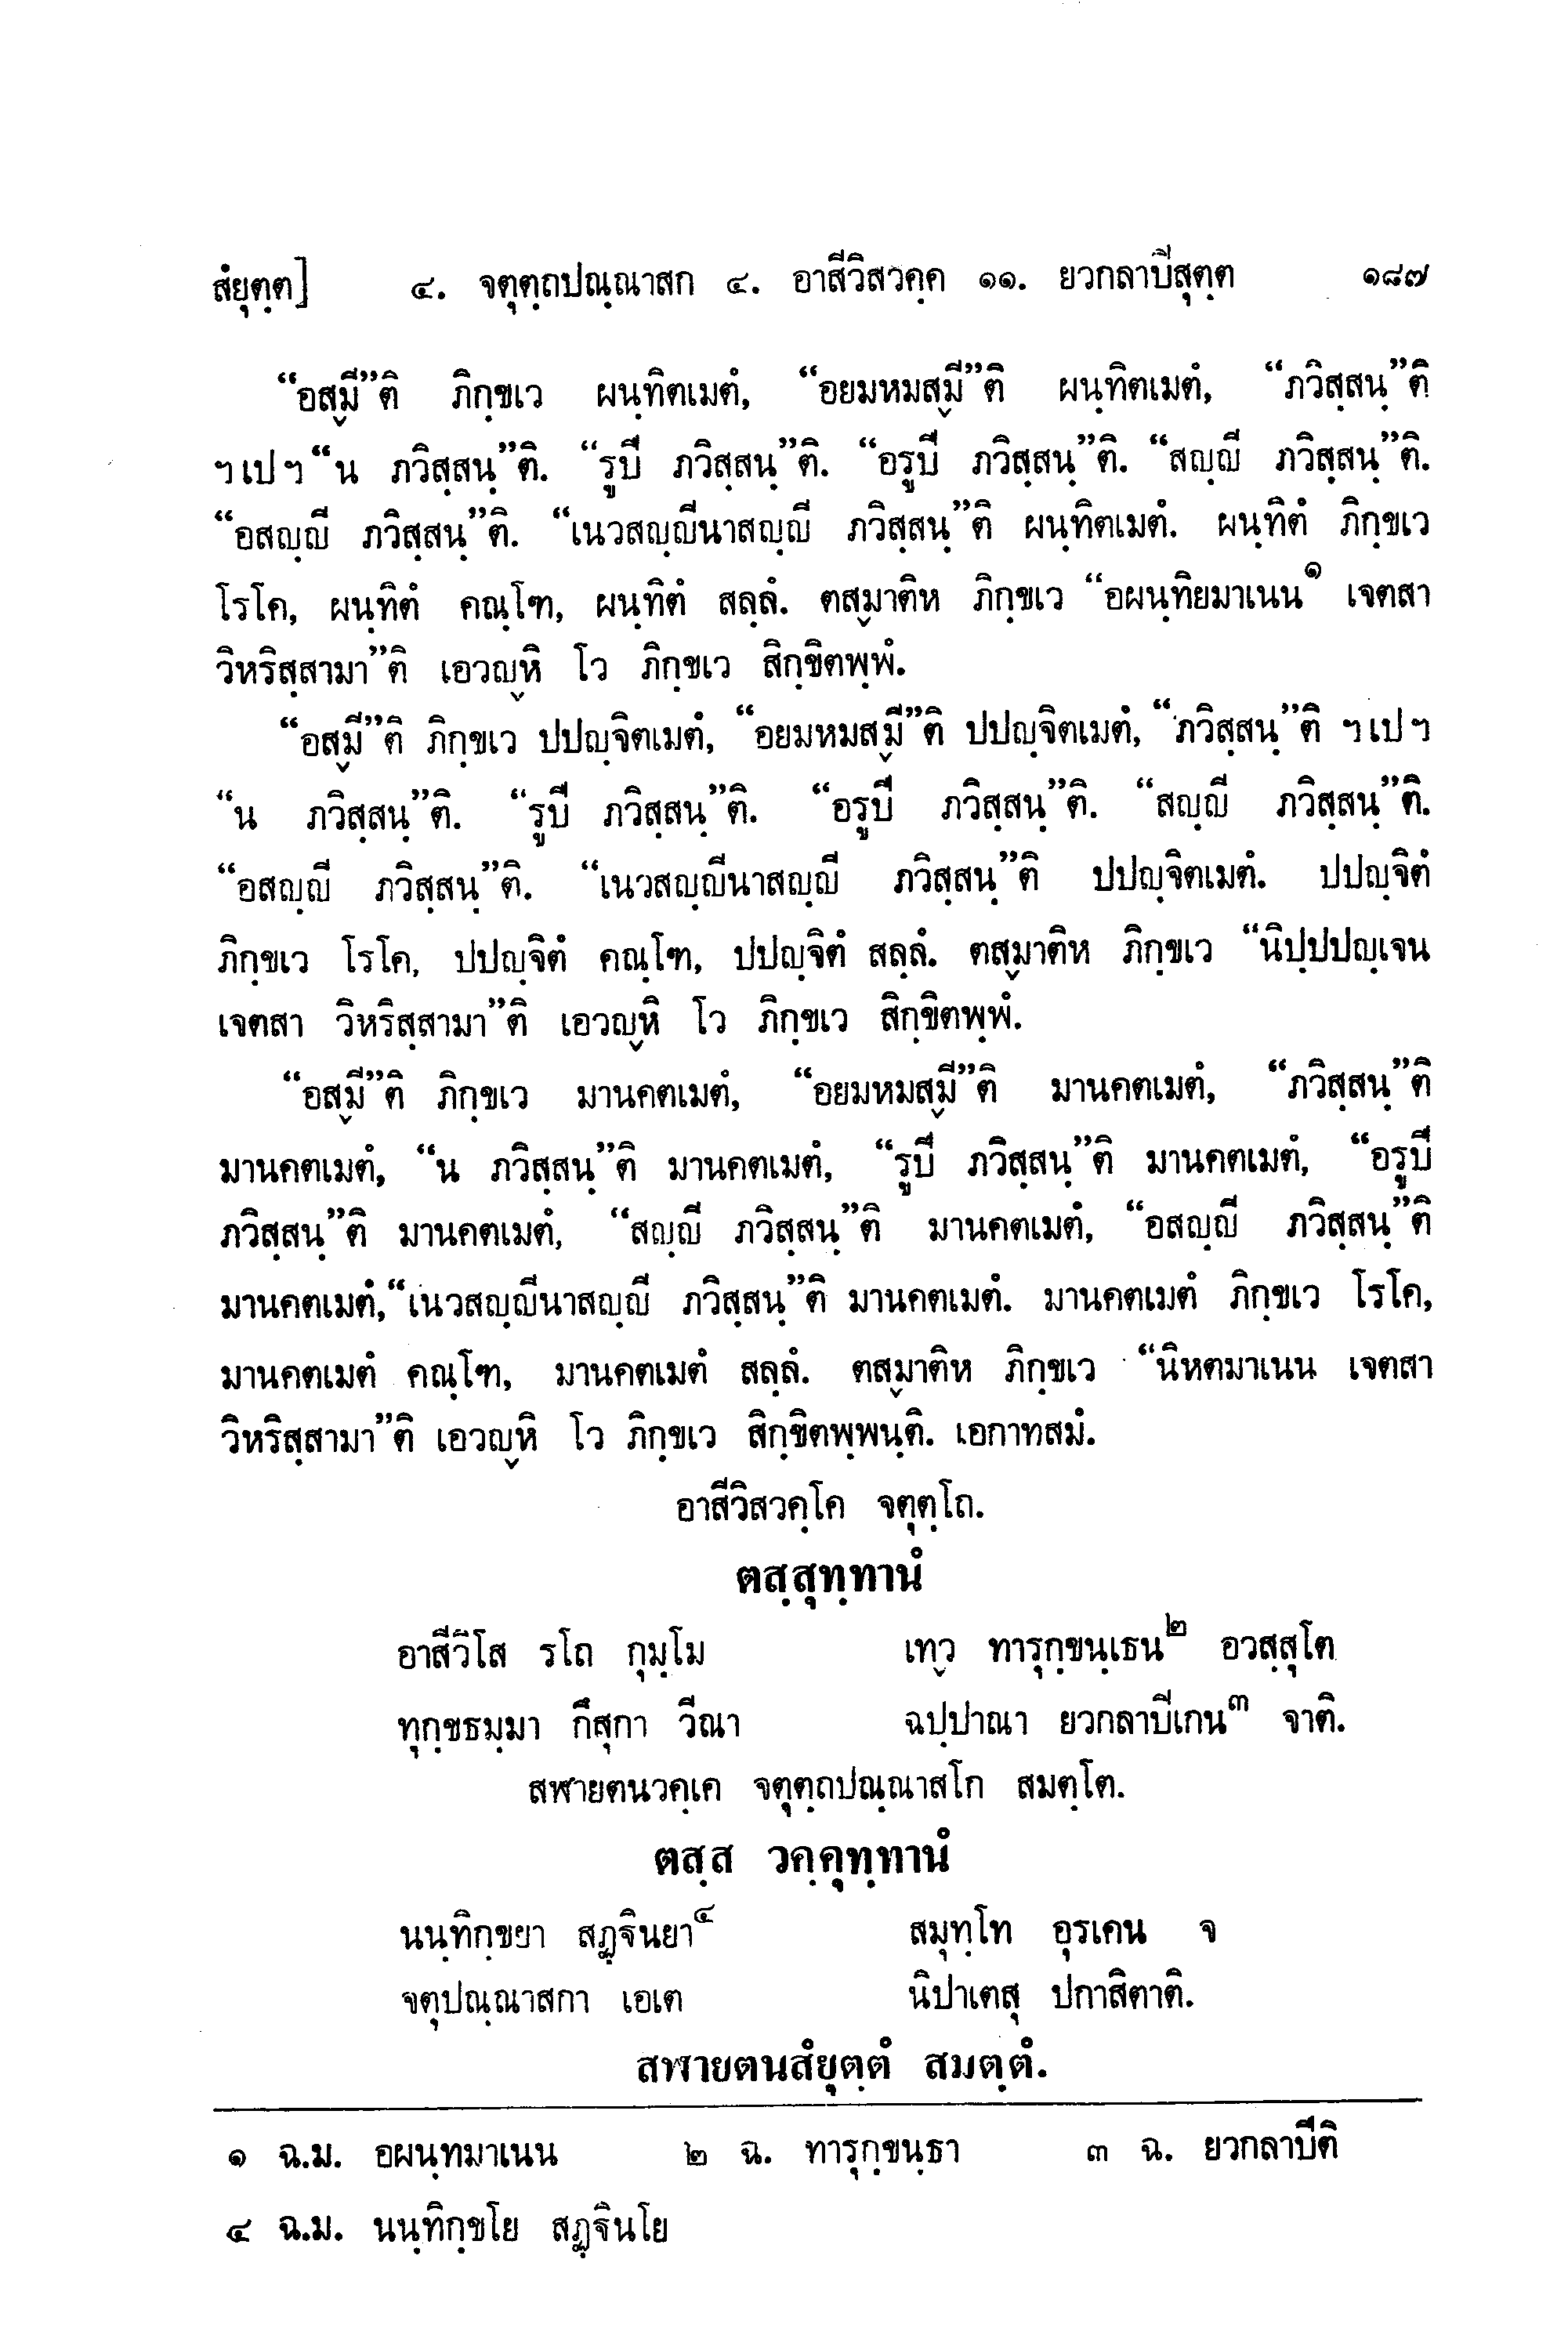 สํยุตฺต] ๔. จตุตฺถปณฺณาสก ๔. อาสีวิสวคฺค ๑๑. ยวกลาปีสุตฺต ๑๘๗
“อสฺมี”ติ ภิกฺขเว ผนฺทิตเมตํ, “อยมหมสฺมี”ติ ผนฺทิตเมตํ, “ภวิสฺสนฺ”ติ
ฯเปฯ “น ภวิสฺสนฺ”ติ. “รูปี ภวิสฺสนฺ”ติ. “อรูปี ภวิสฺสนฺ”ติ. “สญฺญี ภวิสฺสนฺ”ติ.
“อสญฺญี ภวิสฺสนฺ”ติ. “เนวสญฺญีนาสญฺญี ภวิสฺสนฺ”ติ ผนฺทิตเมตํ. ผนฺทิตํ ภิกฺขเว
โรโค, ผนฺทิตํ คณฺโฑ, ผนฺทิตํ สลฺลํ. ตสฺมาติห ภิกฺขเว “อผนฺทิยมาเนน๑ เจตสา
วิหริสฺสามา”ติ เอวญฺหิ โว ภิกฺขเว สิกฺขิตพฺพํ.
“อสฺมี”ติ ภิกฺขเว ปปญฺจิตเมตํ, “อยมหมสฺมี”ติ ปปญฺจิตเมตํ, “ภวิสฺสนฺ”ติ ฯเปฯ
“น ภวิสฺสนฺ”ติ. “รูปี ภวิสฺสนฺ”ติ. “อรูปี ภวิสฺสนฺ”ติ. “สญฺญี ภวิสฺสนฺ”ติ.
“อสญฺญี ภวิสฺสนฺ”ติ. “เนวสญฺญีนาสญฺญี ภวิสฺสนฺ”ติ ปปญฺจิตเมตํ. ปปญฺจิตํ
ภิกฺขเว โรโค, ปปญฺจิตํ คณฺโฑ, ปปญฺจิตํ สลฺลํ. ตสฺมาติห ภิกฺขเว “นิปฺปปญฺเจน
เจตสา วิหริสฺสามา”ติ เอวญฺหิ โว ภิกฺขเว สิกฺขิตพฺพํ.
“อสฺมี”ติ ภิกฺขเว มานคตเมตํ, “อยมหมสฺมี”ติ มานคตเมตํ, “ภวิสฺสนฺ”ติ
มานคตเมตํ, “น ภวิสฺสนฺ”ติ มานคตเมตํ, “รูปี ภวิสฺสนฺ”ติ มานคตเมตํ, “อรูปี
ภวิสฺสนฺ”ติ มานคตเมตํ, “สญฺญี ภวิสฺสนฺ”ติ มานคตเมตํ, “อสญฺญี ภวิสฺสนฺ”ติ
มานคตเมตํ, “เนวสญฺญีนาสญฺญี ภวิสฺสนฺ”ติ มานคตเมตํ. มานคตเมตํ ภิกฺขเว โรโค,
มานคตเมตํ คณฺโฑ, มานคตเมตํ สลฺลํ. ตสฺมาติห ภิกฺขเว “นิหตมาเนน เจตสา
วิหริสฺสามา”ติ เอวญฺหิ โว ภิกฺขเว สิกฺขิตพฺพนฺติ. เอกาทสมํ.
อาสีวิสวคฺโค จตุตฺโถ.
ตสฺสุทฺทานํ
อาสีวิโส รโถ กุมฺโม เทฺว ทารุกฺขนฺเธน๒ อวสฺสุโต
ทุกฺขธมฺมา กึสุกา วีณา ฉปฺปาณา ยวกลาปีเกน๓ จาติ.
สฬายตนวคฺเค จตุตฺถปณฺณาสโก สมตฺโต.
ตสฺส วคฺคุทฺทานํ
นนฺทิกฺขยา สฏฺฐินยา๔ สมุทฺโท อุรเคน จ
จตุปณฺณาสกา เอเต นิปาเตสุ ปกาสิตาติ.
สฬายตนสํยุตฺตํ สมตฺตํ.
๑ ฉ.ม. อผนฺทมาเนน ๒ ฉ. ทารุกฺขนฺธา ๓ ฉ. ยวกลาปีติ
๔ ฉ.ม. นนฺทิกฺขโย สฏฺฐินโย